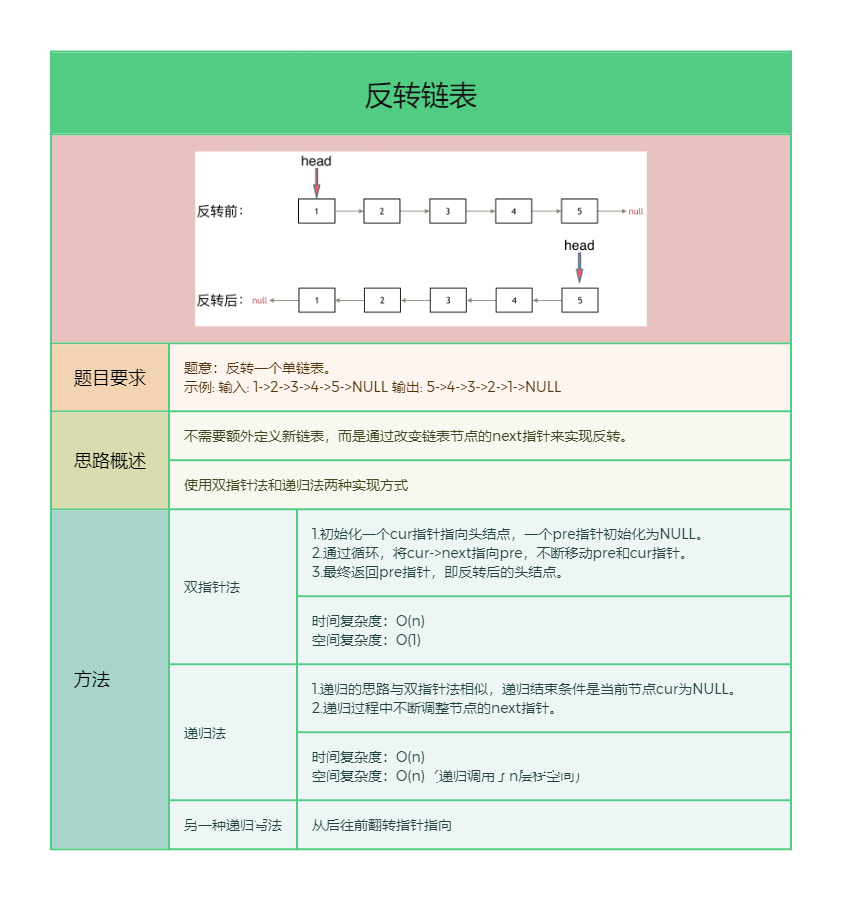 反转链表
head
反转前：
1
2
3
4
5
null
head
反转后：
null
1
2
3
4
5
题目要求
题意：反转一个单链表。
示例: 输入: 1->2->3->4->5->NULL 输出: 5->4->3->2->1->NULL
思路概述
不需要额外定义新链表，而是通过改变链表节点的next指针来实现反转。
使用双指针法和递归法两种实现方式
方法
双指针法
1.初始化一个cur指针指向头结点，一个pre指针初始化为NULL。
2.通过循环，将cur->next指向pre，不断移动pre和cur指针。
3.最终返回pre指针，即反转后的头结点。
时间复杂度：O(n)
空间复杂度：O(1)
递归法
1.递归的思路与双指针法相似，递归结束条件是当前节点cur为NULL。
2.递归过程中不断调整节点的next指针。
时间复杂度：O(n)
空间复杂度：O(n)（递归调用了n层栈空间）
另一种递归写法
从后往前翻转指针指向